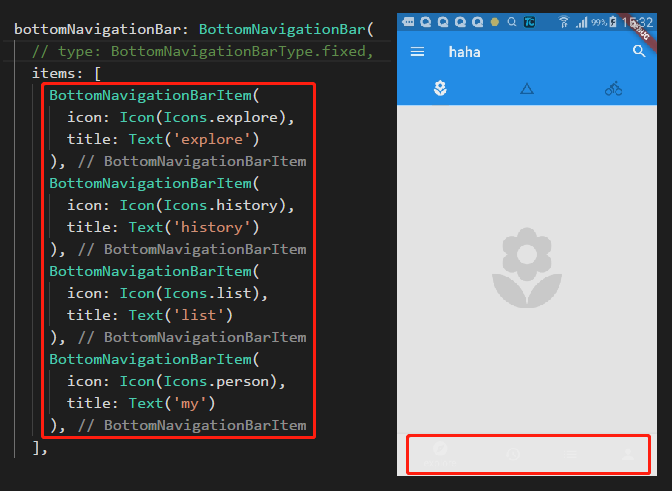 bottomNavigationBar: BottomNavigationBar(
// type: BottomNavigationBarType.fixed,
items: [
BottomNavigationBarItem(
icon: Icon(Icons.explore),
title: Text('explore')
), // BottomNavigationBarItem
BottomNavigationBarItem(
icon: Icon(Icons.history),
title: Text('history')
), // BottomNavigationBarItem
BottomNavigationBarItem(
icon: Icon(Icons.list),
title: Text('list')
), // BottomNavigationBarItem
BottomNavigationBarItem(
icon: Icon(Icons.person),
title: Text('my')
), // BottomNavigationBarItem
],
99% 15:32
DEBUG
haha